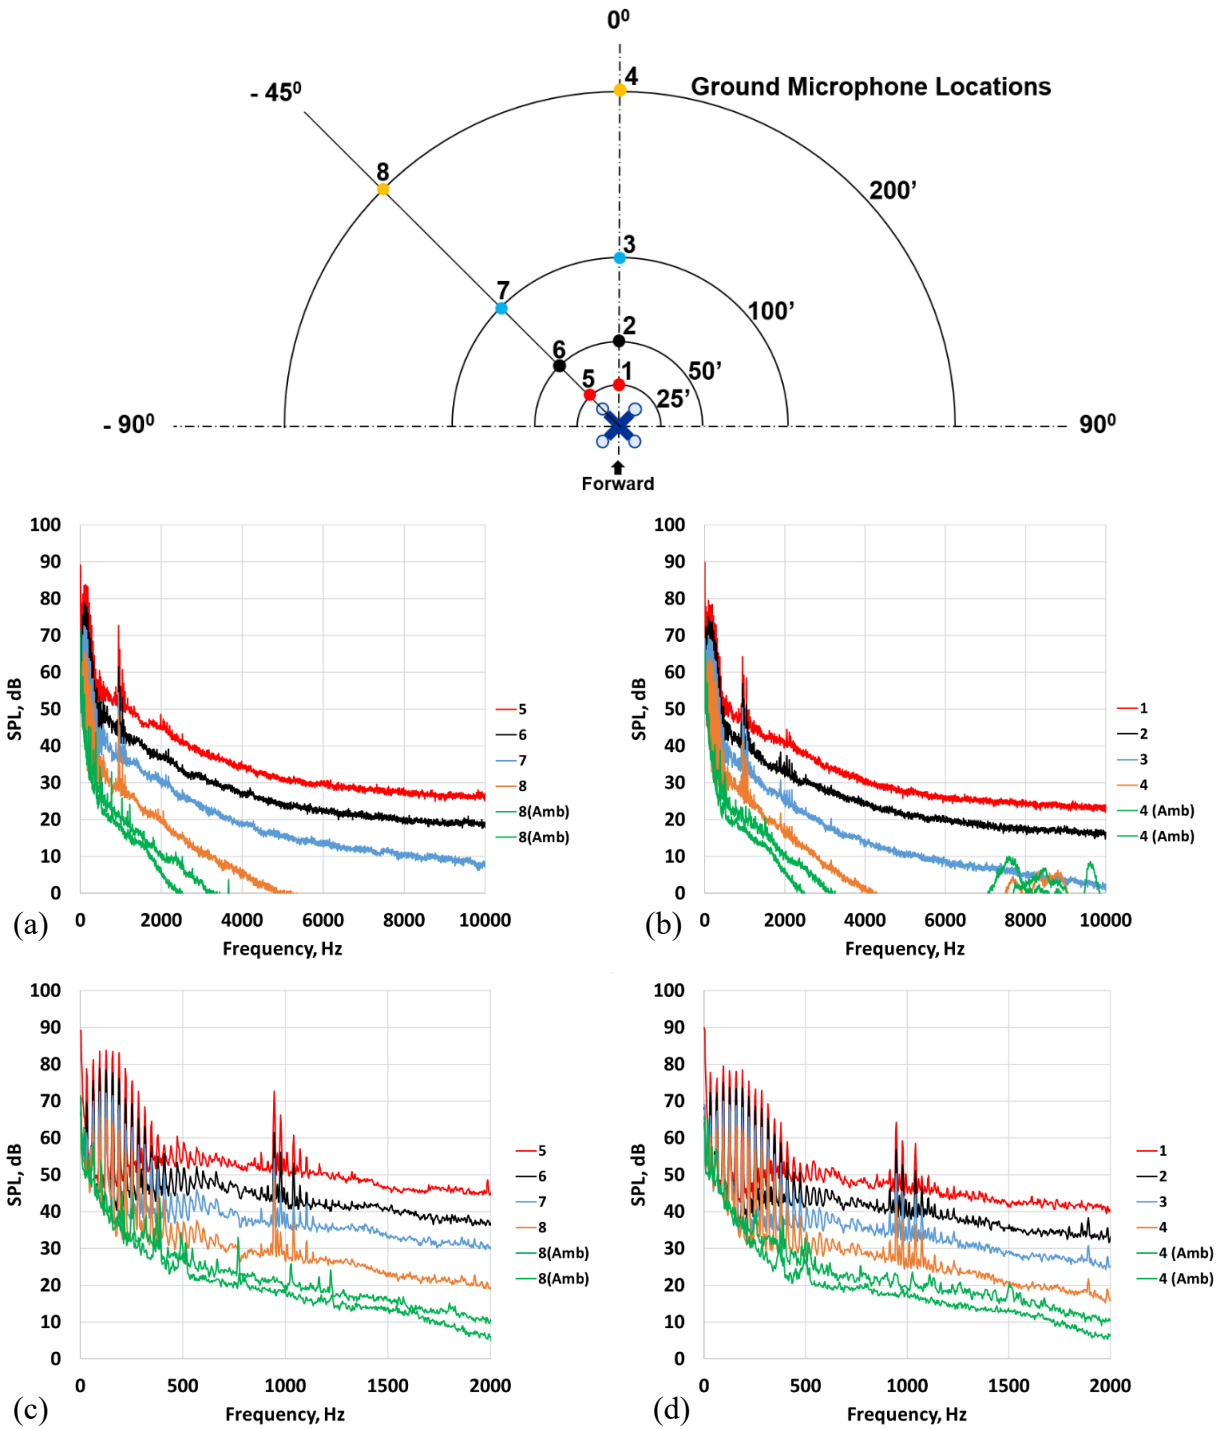 0⁰
- 45⁰
4
Ground Microphone Locations
8
200’
3
7
100’
2
6
1
50’
5
25’
- 90⁰
90⁰
Forward
100
90
80
70
60
50
40
30
20
10
0
SPL, dB
0 2000 4000 6000 8000 10000
Frequency, Hz
5
6
7
8
8(Amb)
8(Amb)
(a)
100
90
80
70
60
50
40
30
20
10
0
SPL, dB
0 2000 4000 6000 8000 10000
Frequency, Hz
1
2
3
4
4 (Amb)
4 (Amb)
(b)
100
90
80
70
60
50
40
30
20
10
0
SPL, dB
0 500 1000 1500 2000
Frequency, Hz
5
6
7
8
8(Amb)
8(Amb)
(c)
100
90
80
70
60
50
40
30
20
10
0
SPL, dB
0 500 1000 1500 2000
Frequency, Hz
1
2
3
4
4 (Amb)
4 (Amb)
(d)